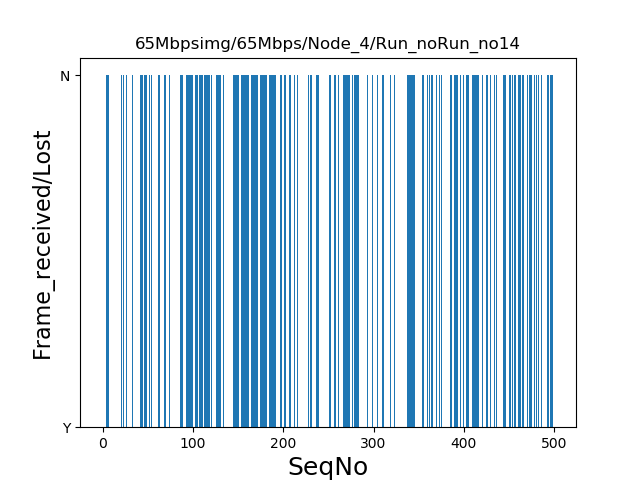 65Mbpsimg/65Mbps/Node_4/Run_noRun_no14
N
Frame_received/Lost
Y
0 100 200 300 400 500
SeqNo